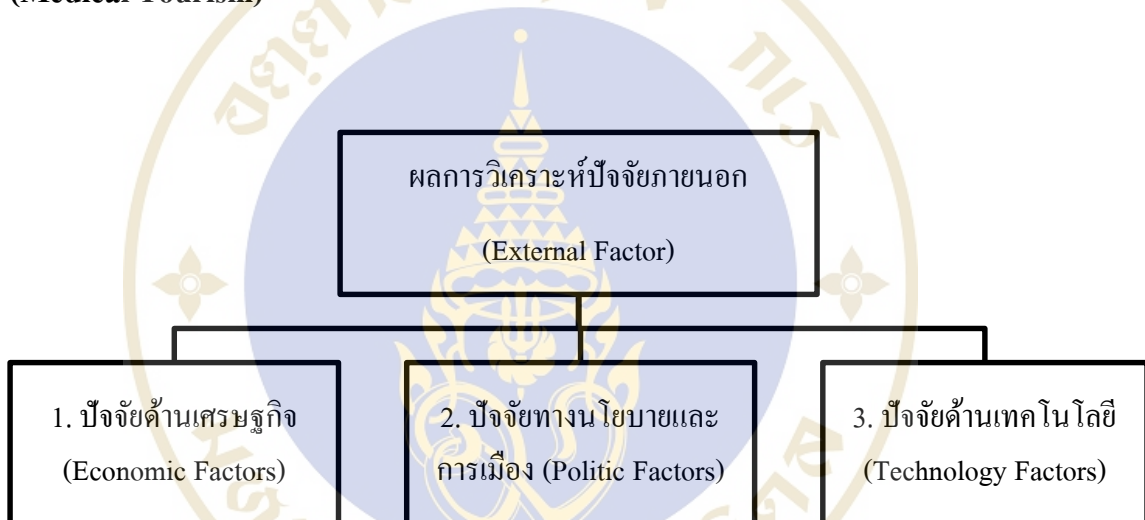 (Medical Tourism)
ผลการวิเคราะห์ปัจจัยภายนอก
(External Factor)
1. ปัจจัยด้านเศรษฐกิจ
(Economic Factors)
2. ปัจจัยทางนโยบายและ
การเมือง (Politic Factors)
3. ปัจจัยด้านเทคโนโลยี
(Technology Factors)